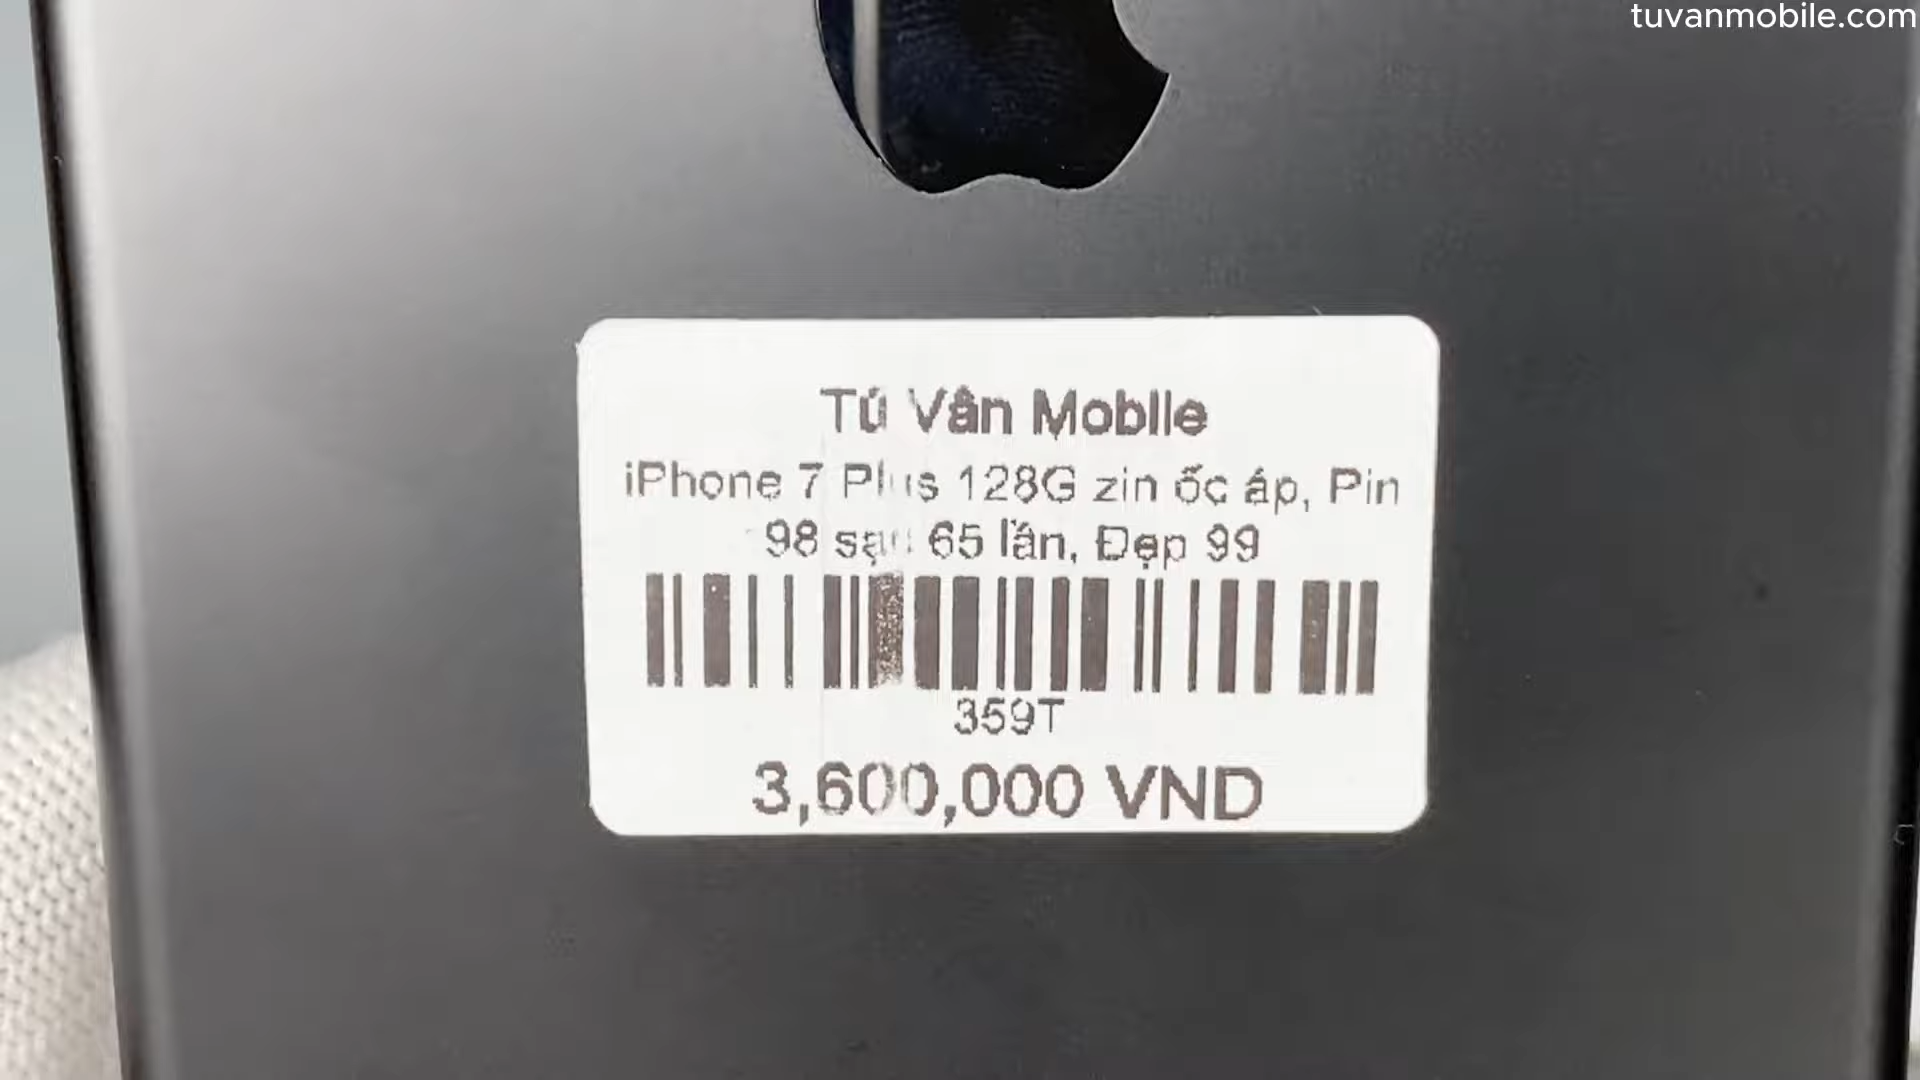 tuvanmobile.com
Tú Vân Mobile
iPhone 7 Plus 128G zin ốc áp, Pin
98 sạc 65 lần, Đẹp 99
359T
3,600,000 VND